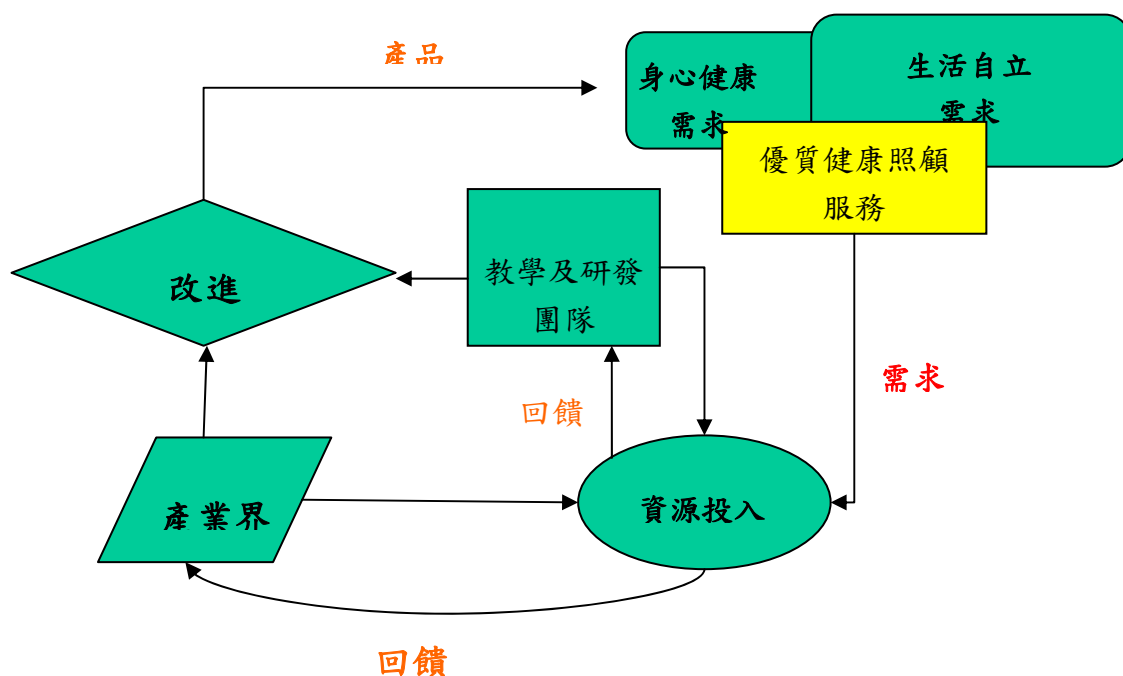 產品
身心健康
需求
生活自立
需求
優質健康照顧
服務
改進
教學及研發
團隊
需求
回饋
產業界
資源投入
回饋